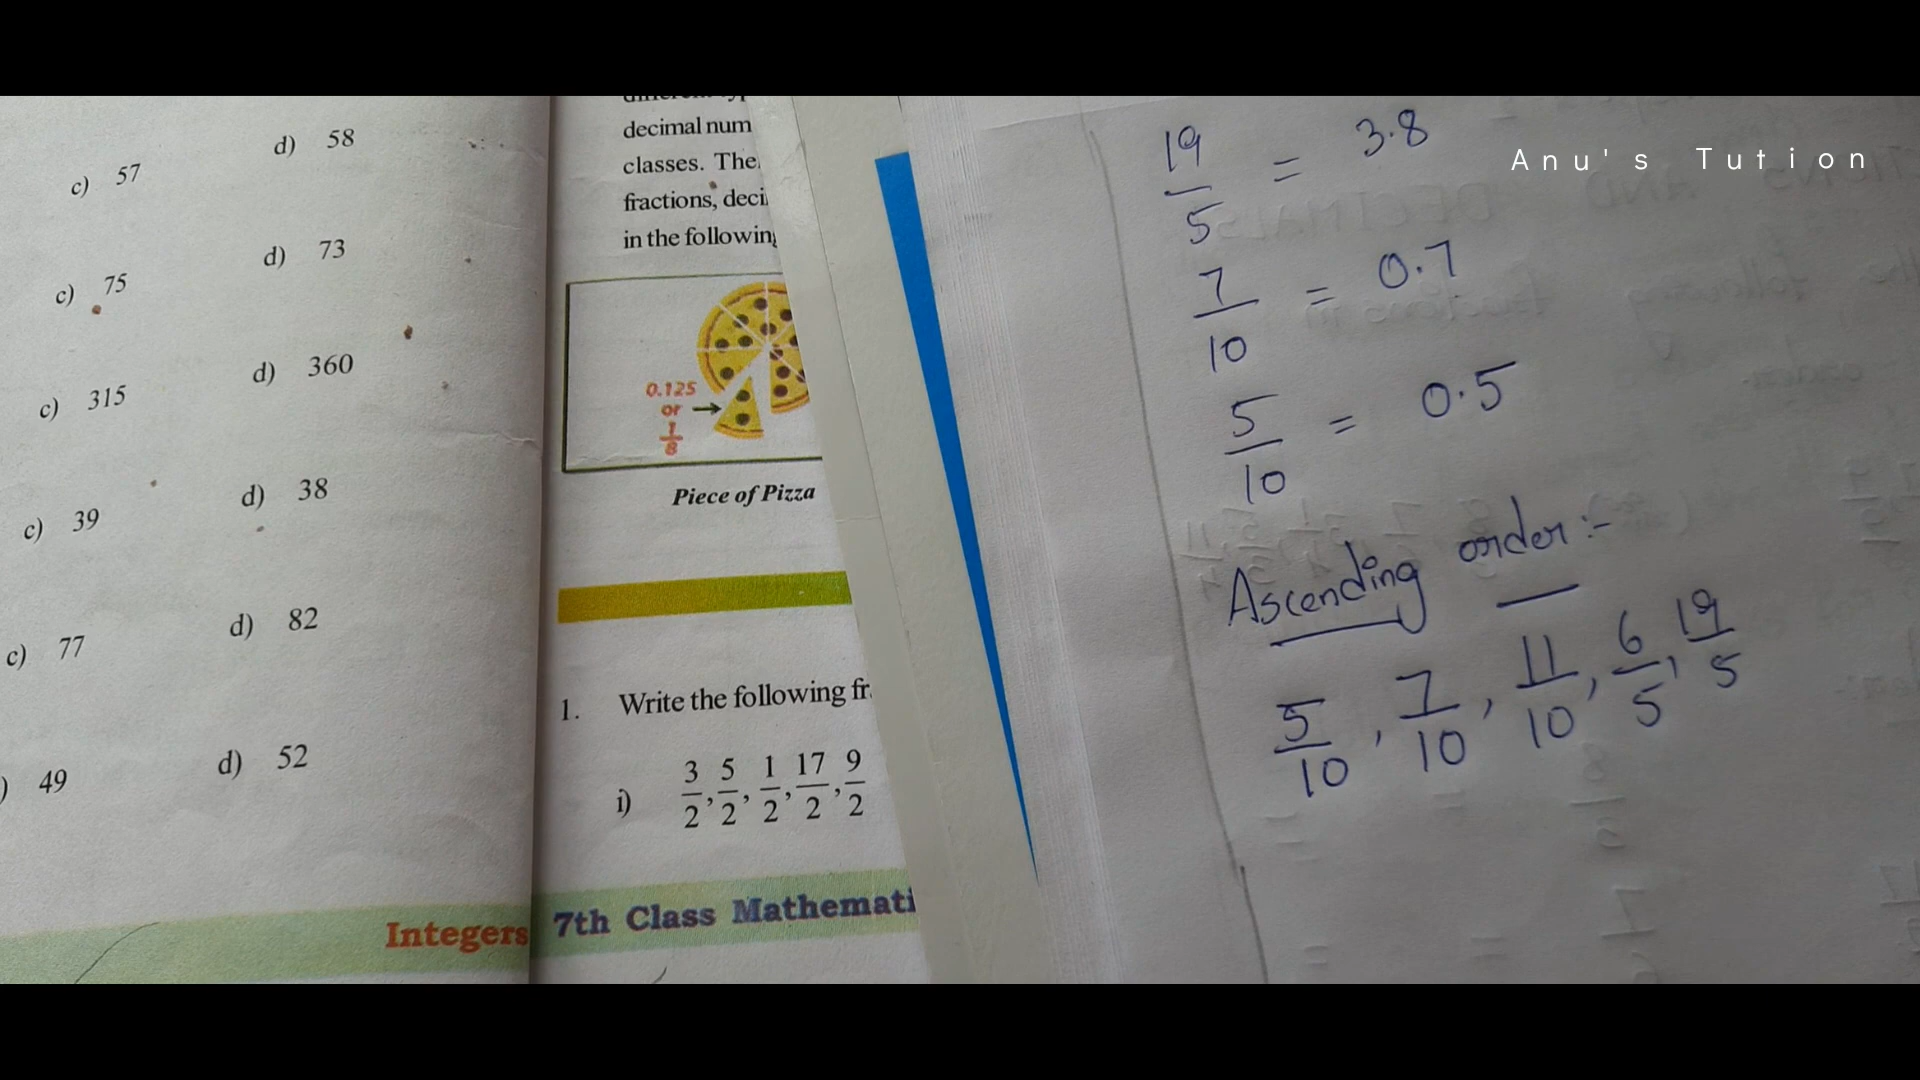 d) 58
c) 57
d) 73
c) 75
d) 360
c) 315
d) 38
c) 39
d) 82
c) 77
d) 52
) 49
Integers
decimal num
classes. The
fractions, deci
in the following
0.125
or
1/8
Piece of Pizza
1. Write the following fr
i) 3/2, 5/2, 1/2, 17/2, 9/2
7th Class Mathemati
Anu's Tution
19/5 = 3.8
7/10 = 0.7
5/10 = 0.5
Ascending order:-
5/10, 7/10, 11/10, 6/5, 19/5